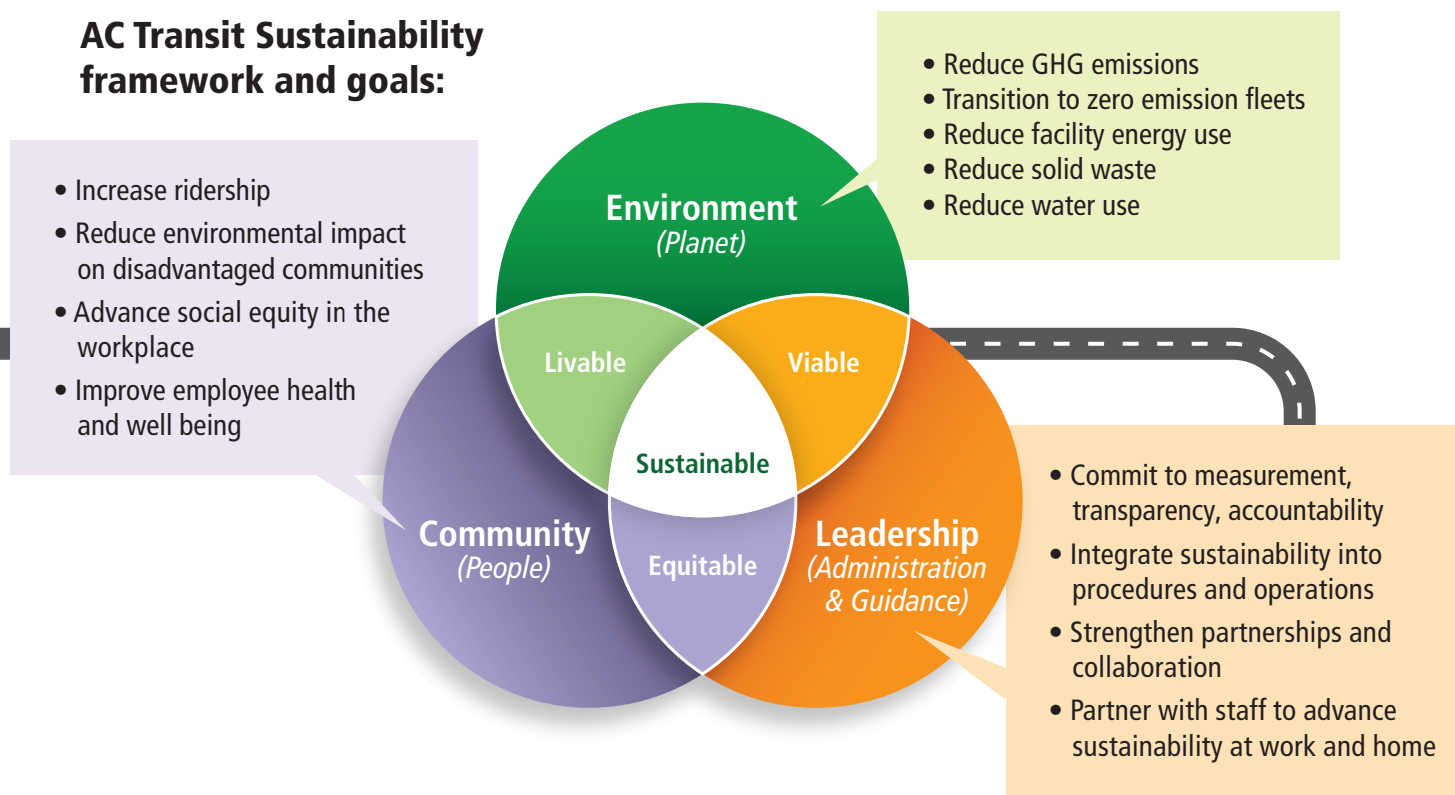 AC Transit Sustainability
framework and goals:
• Increase ridership
• Reduce environmental impact
on disadvantaged communities
• Advance social equity in the
workplace
• Improve employee health
and well being
• Reduce GHG emissions
• Transition to zero emission fleets
• Reduce facility energy use
• Reduce solid waste
• Reduce water use
Environment
(Planet)
Livable
Viable
Sustainable
Community
(People)
Equitable
Leadership
(Administration
& Guidance)
• Commit to measurement,
transparency, accountability
• Integrate sustainability into
procedures and operations
• Strengthen partnerships and
collaboration
• Partner with staff to advance
sustainability at work and home